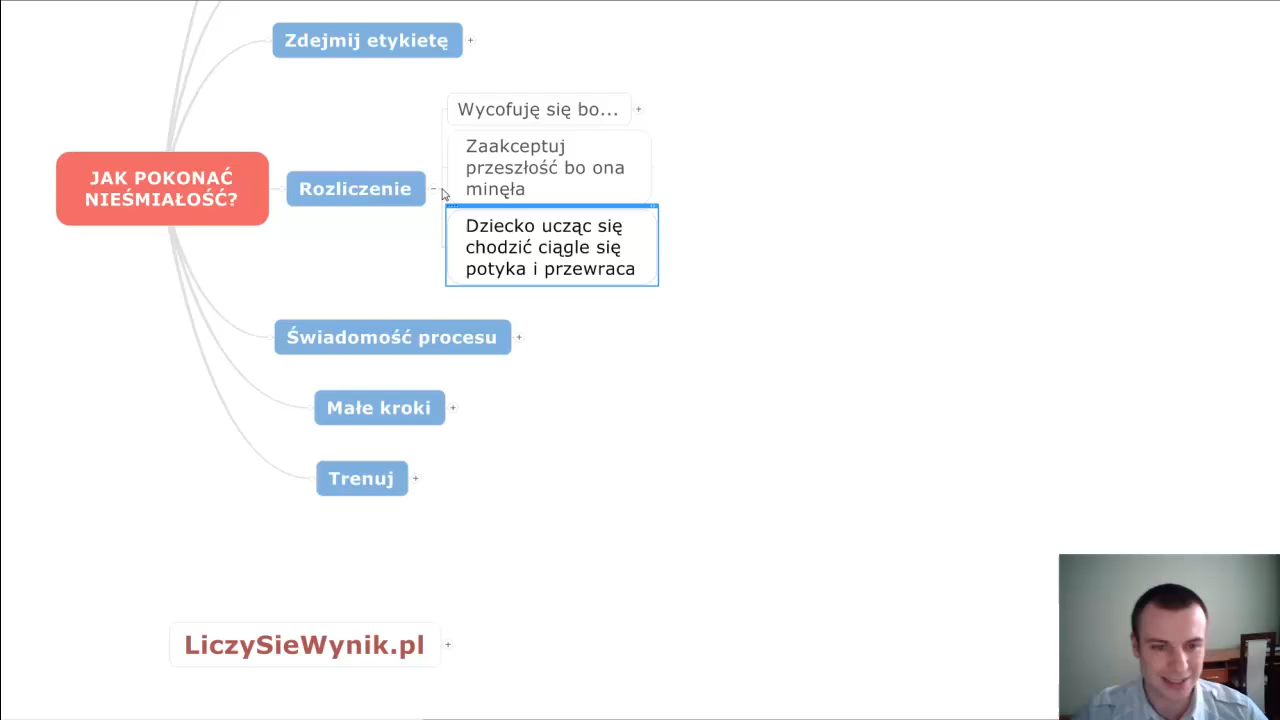 Zdejmij etykietę
Wycofuję się bo...
Zaakceptuj
przeszłość bo ona
minęła
JAK POKONAĆ
NIEŚMIAŁOŚĆ?
Rozliczenie
Dziecko ucząc się
chodzić ciągle się
potyka i przewraca
Świadomość procesu
Małe kroki
Trenuj
LiczySieWynik.pl